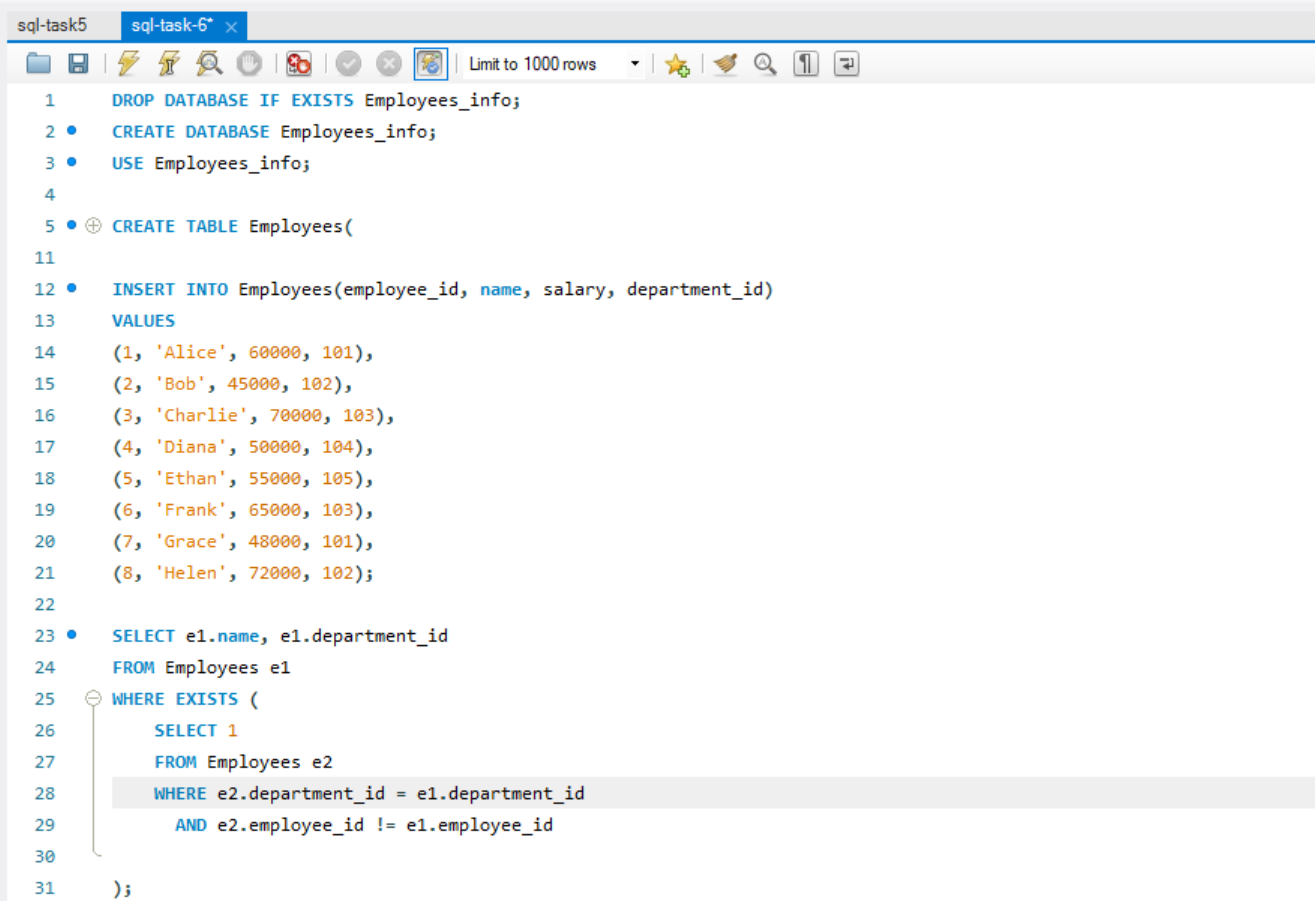 sql-task5 sql-task-6* ×
Limit to 1000 rows
1 DROP DATABASE IF EXISTS Employees_info;
2 CREATE DATABASE Employees_info;
3 USE Employees_info;
4
5 CREATE TABLE Employees(
11
12 INSERT INTO Employees(employee_id, name, salary, department_id)
13 VALUES
14 (1, 'Alice', 60000, 101),
15 (2, 'Bob', 45000, 102),
16 (3, 'Charlie', 70000, 103),
17 (4, 'Diana', 50000, 104),
18 (5, 'Ethan', 55000, 105),
19 (6, 'Frank', 65000, 103),
20 (7, 'Grace', 48000, 101),
21 (8, 'Helen', 72000, 102);
22
23 SELECT e1.name, e1.department_id
24 FROM Employees e1
25 WHERE EXISTS (
26 SELECT 1
27 FROM Employees e2
28 WHERE e2.department_id = e1.department_id
29 AND e2.employee_id != e1.employee_id
30
31 );